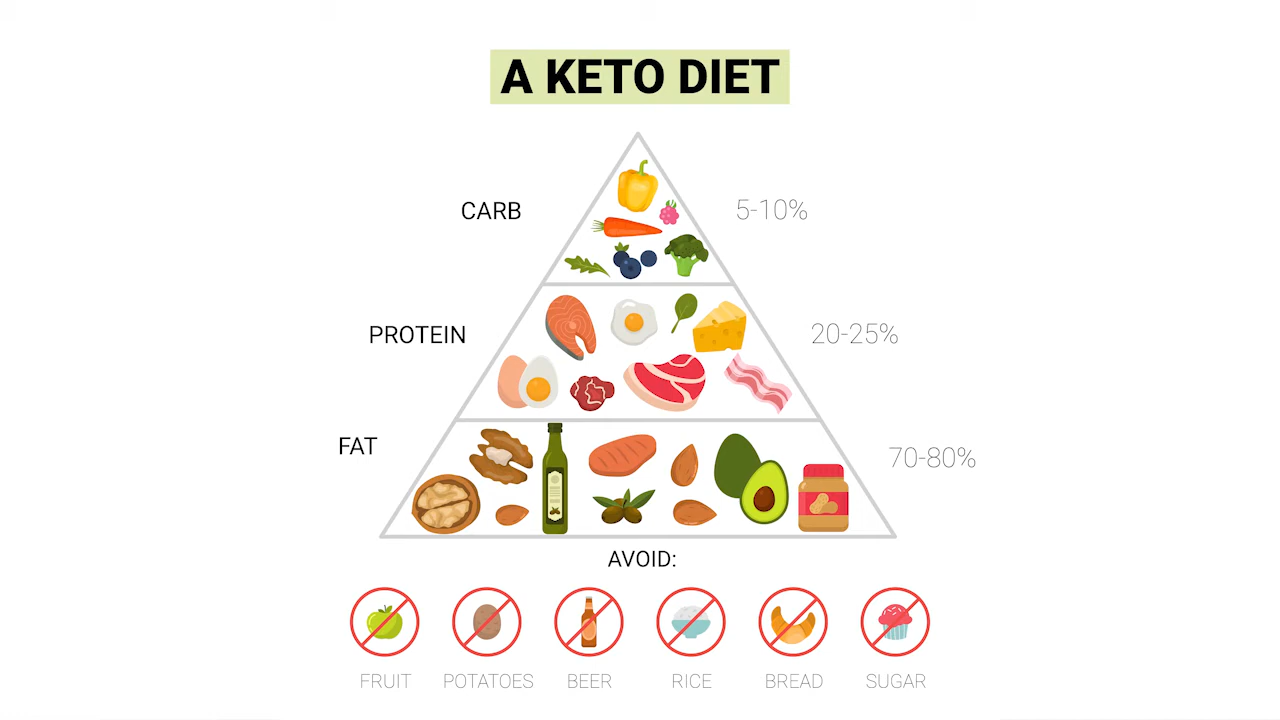 A KETO DIET
CARB
5-10%
PROTEIN
20-25%
FAT
70-80%
AVOID:
FRUIT
POTATOES
BEER
RICE
BREAD
SUGAR